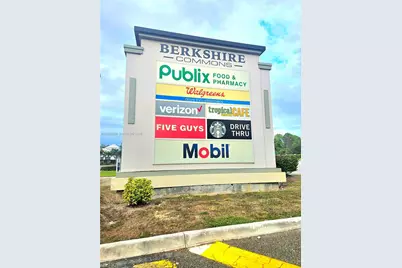 BERKSHIRE
COMMONS
Publix FOOD & PHARMACY
Walgreens
verizon tropical CAFE
FIVE GUYS DRIVE THRU
Mobil